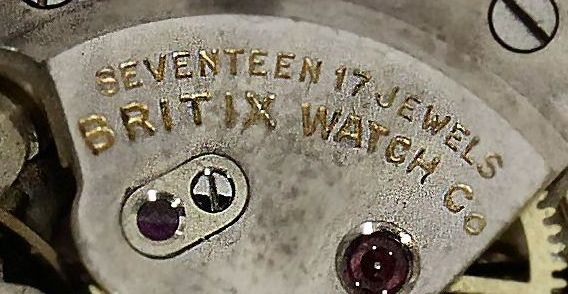 SEVENTEEN 17 JEWELS
BRITIX WATCH Co